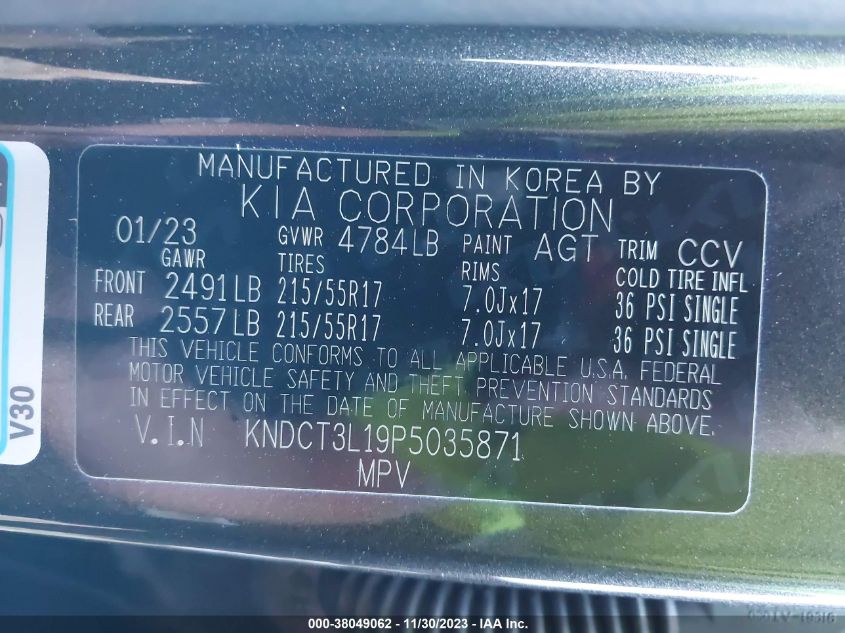 MANUFACTURED IN KOREA BY
KIA CORPORATION
01/23 GVWR 4784LB PAINT AGT TRIM CCV
GAWR TIRES RIMS COLD TIRE INFL
FRONT 2491LB 215/55R17 7.0Jx17 36 PSI SINGLE
REAR 2557LB 215/55R17 7.0Jx17 36 PSI SINGLE
THIS VEHICLE CONFORMS TO ALL APPLICABLE U.S.A. FEDERAL
MOTOR VEHICLE SAFETY AND THEFT PREVENTION STANDARDS
IN EFFECT ON THE DATE OF MANUFACTURE SHOWN ABOVE.
V.I.N KNDCT3L19P5035871
MPV
V30
000-38049062 - 11/30/2023 - IAA Inc.